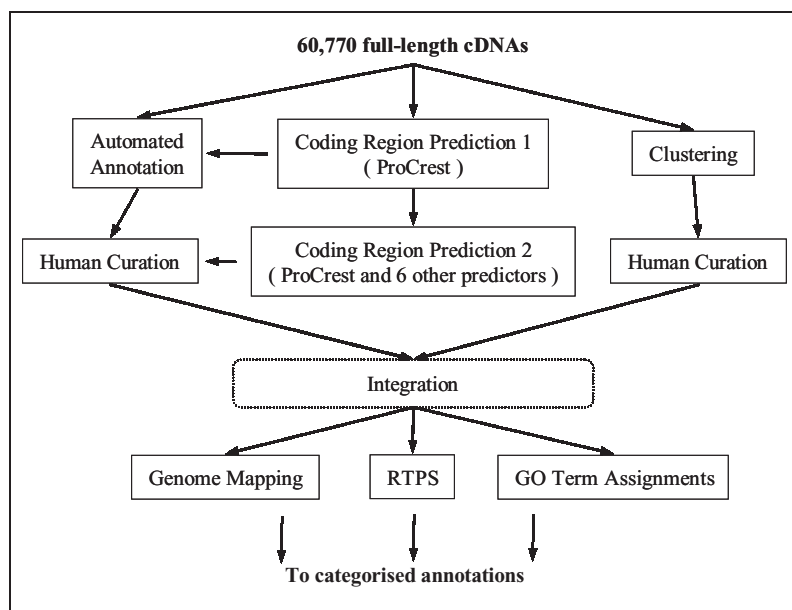 60,770 full-length cDNAs
Automated
Annotation
Coding Region Prediction 1
( ProCrest )
Clustering
Human Curation
Coding Region Prediction 2
( ProCrest and 6 other predictors )
Human Curation
Integration
Genome Mapping
RTPS
GO Term Assignments
To categorised annotations